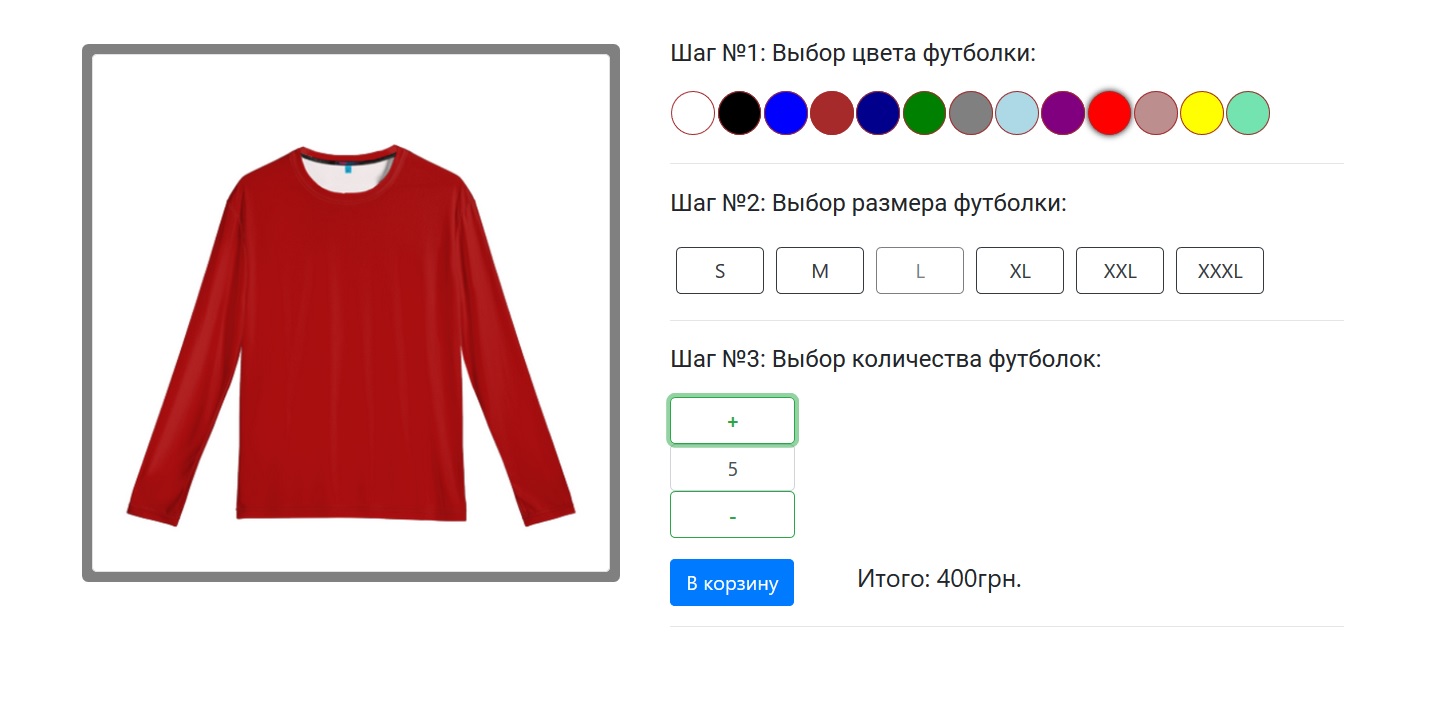 Шаг №1: Выбор цвета футболки:
Шаг №2: Выбор размера футболки:
S M L XL XXL XXXL
Шаг №3: Выбор количества футболок:
+
5
-
В корзину Итого: 400грн.